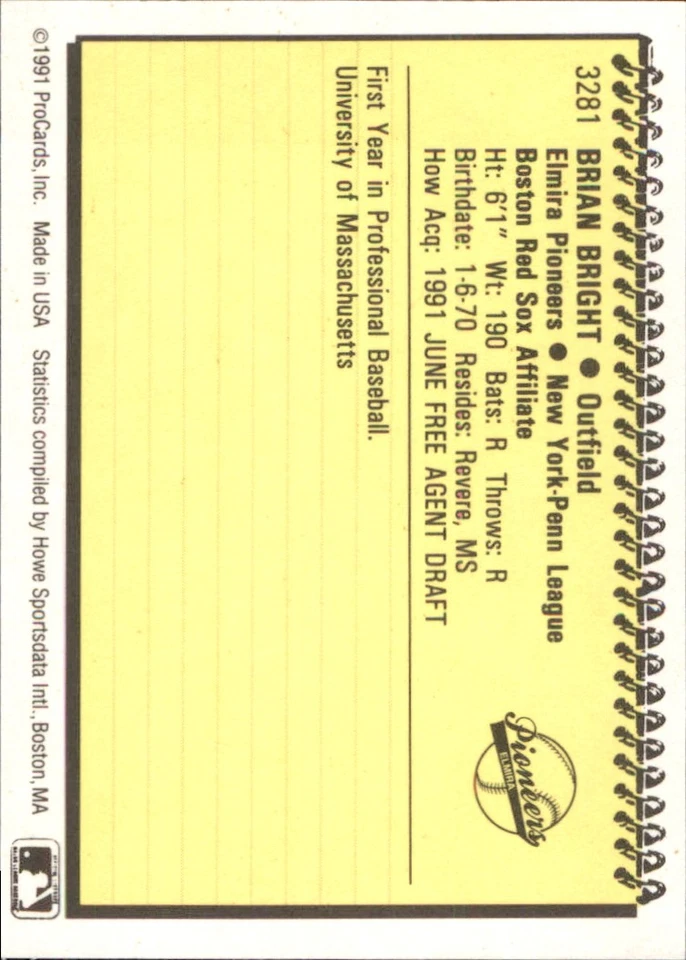 3281 BRIAN BRIGHT ● Outfield
Elmira Pioneers ● New York-Penn League
Boston Red Sox Affiliate
Ht: 6'1" Wt: 190 Bats: R Throws: R
Birthdate: 1-6-70 Resides: Revere, MS
How Acq: 1991 JUNE FREE AGENT DRAFT
Pioneers
ELMIRA
First Year in Professional Baseball.
University of Massachusetts
©1991 ProCards, Inc. Made in USA Statistics compiled by Howe Sportsdata Intl., Boston, MA